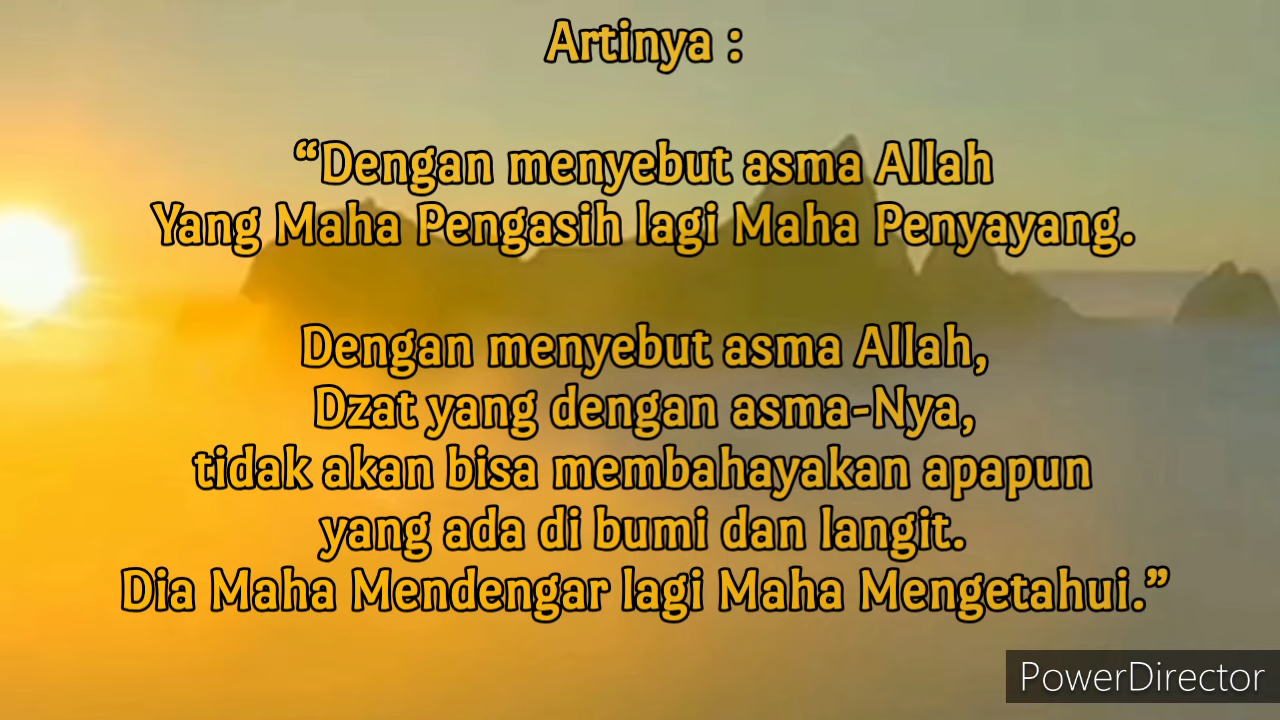 Artinya :
“Dengan menyebut asma Allah
Yang Maha Pengasih lagi Maha Penyayang.
Dengan menyebut asma Allah,
Dzat yang dengan asma-Nya,
tidak akan bisa membahayakan apapun
yang ada di bumi dan langit.
Dia Maha Mendengar lagi Maha Mengetahui.”
PowerDirector